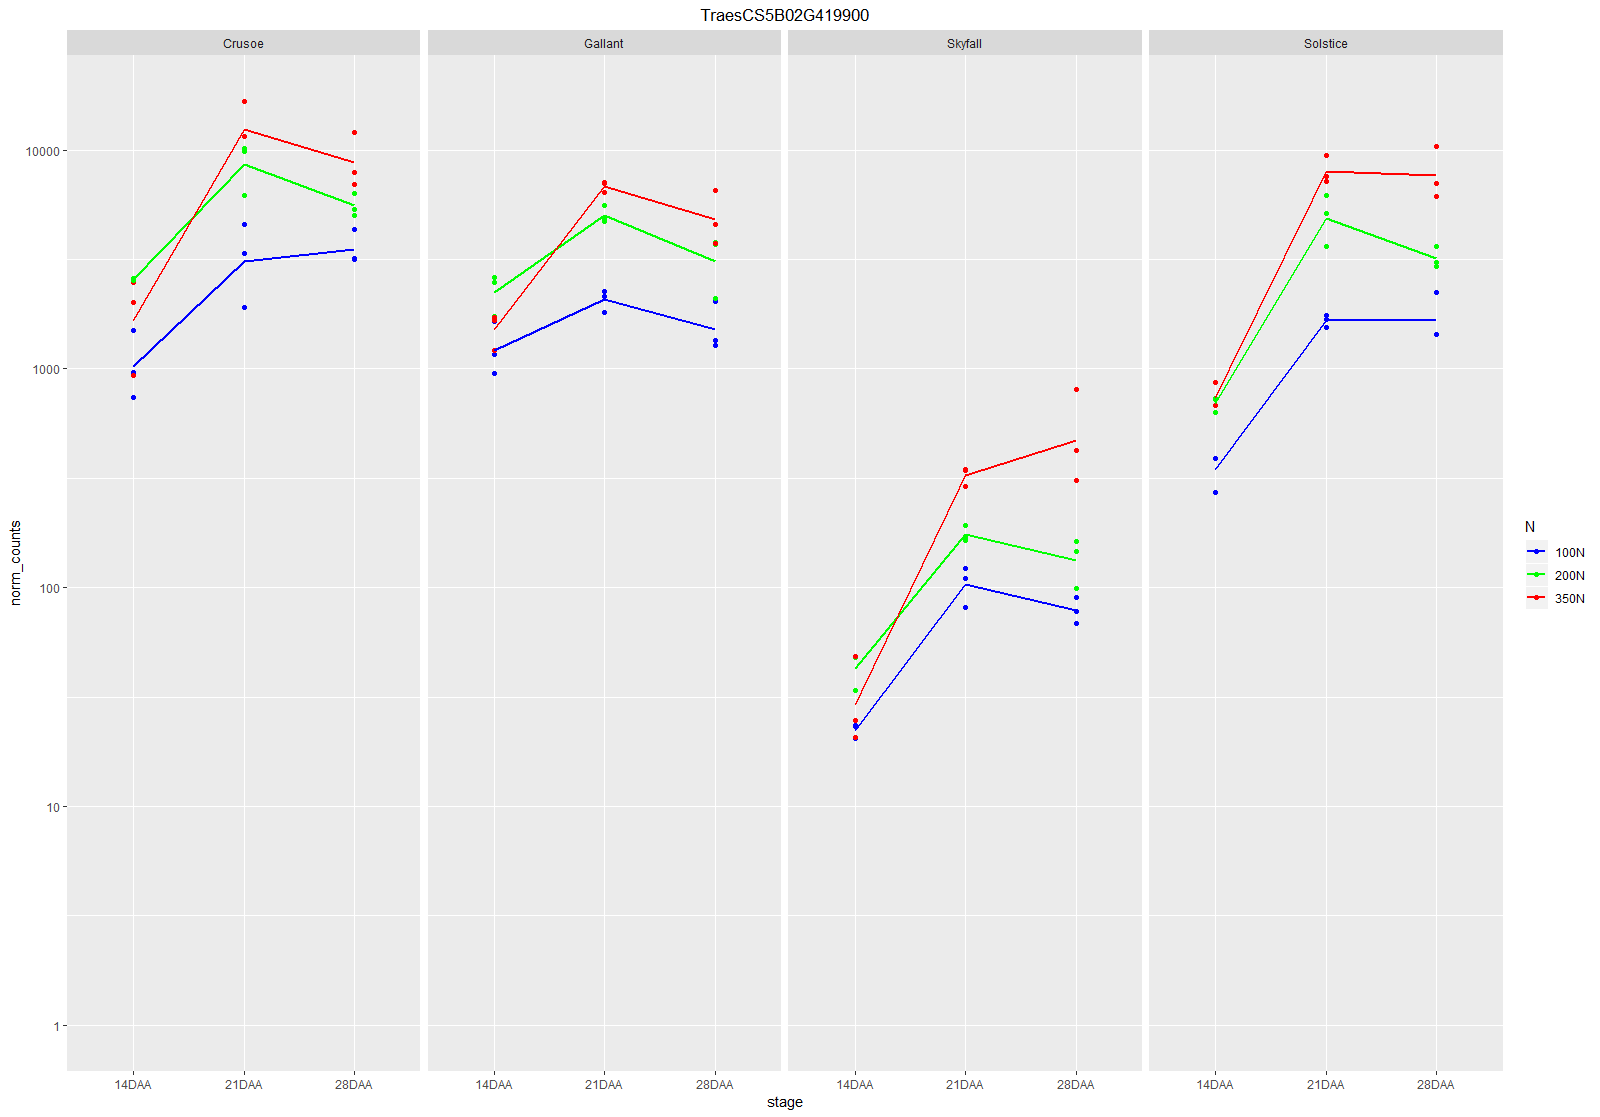 TraesCS5B02G419900
Crusoe
Gallant
Skyfall
Solstice
norm_counts
10000
1000
100
10
1
14DAA 21DAA 28DAA
14DAA 21DAA 28DAA
14DAA 21DAA 28DAA
14DAA 21DAA 28DAA
stage
N
100N
200N
350N